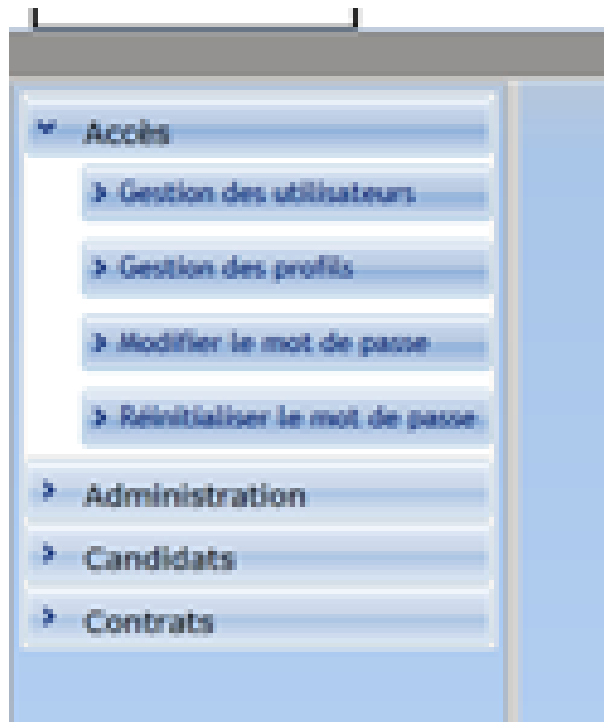 Accès
Gestion des utilisateurs
Gestion des profils
Modifier le mot de passe
Réinitialiser le mot de passe
Administration
Candidats
Contrats